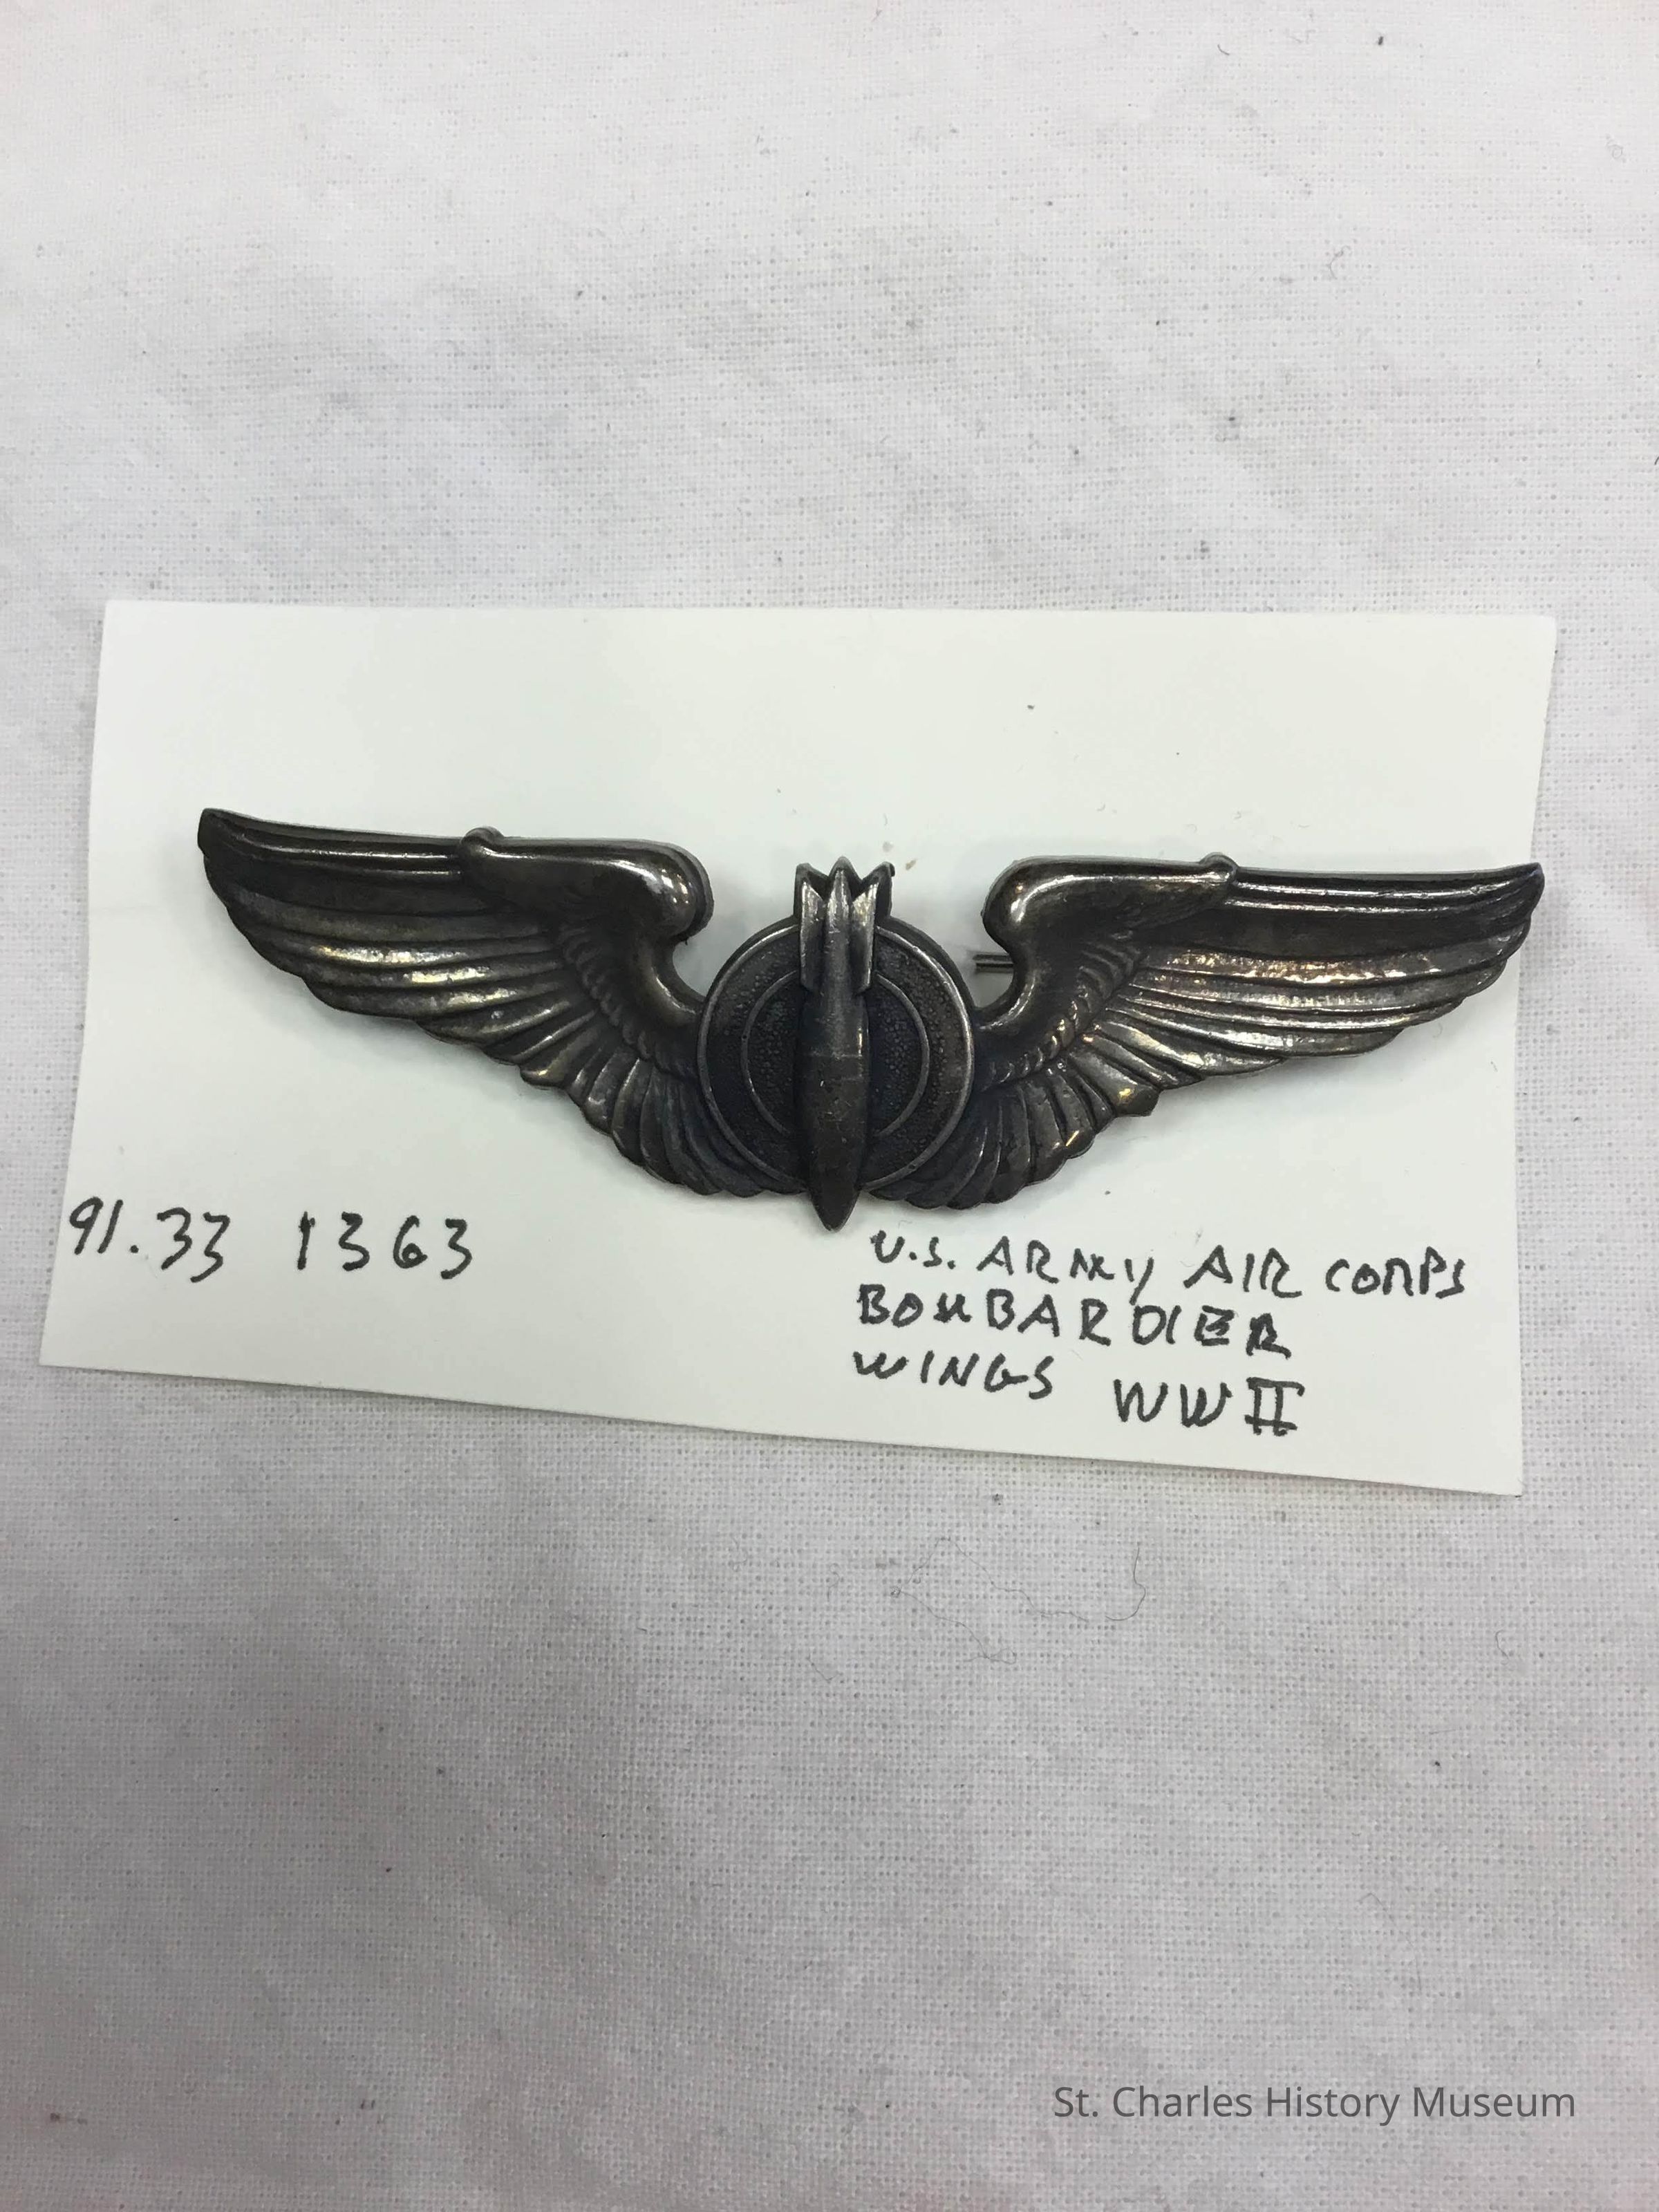 91.33 1363
U.S. ARMY AIR CORPS
BOMBARDIER
WINGS WWII
St. Charles History Museum